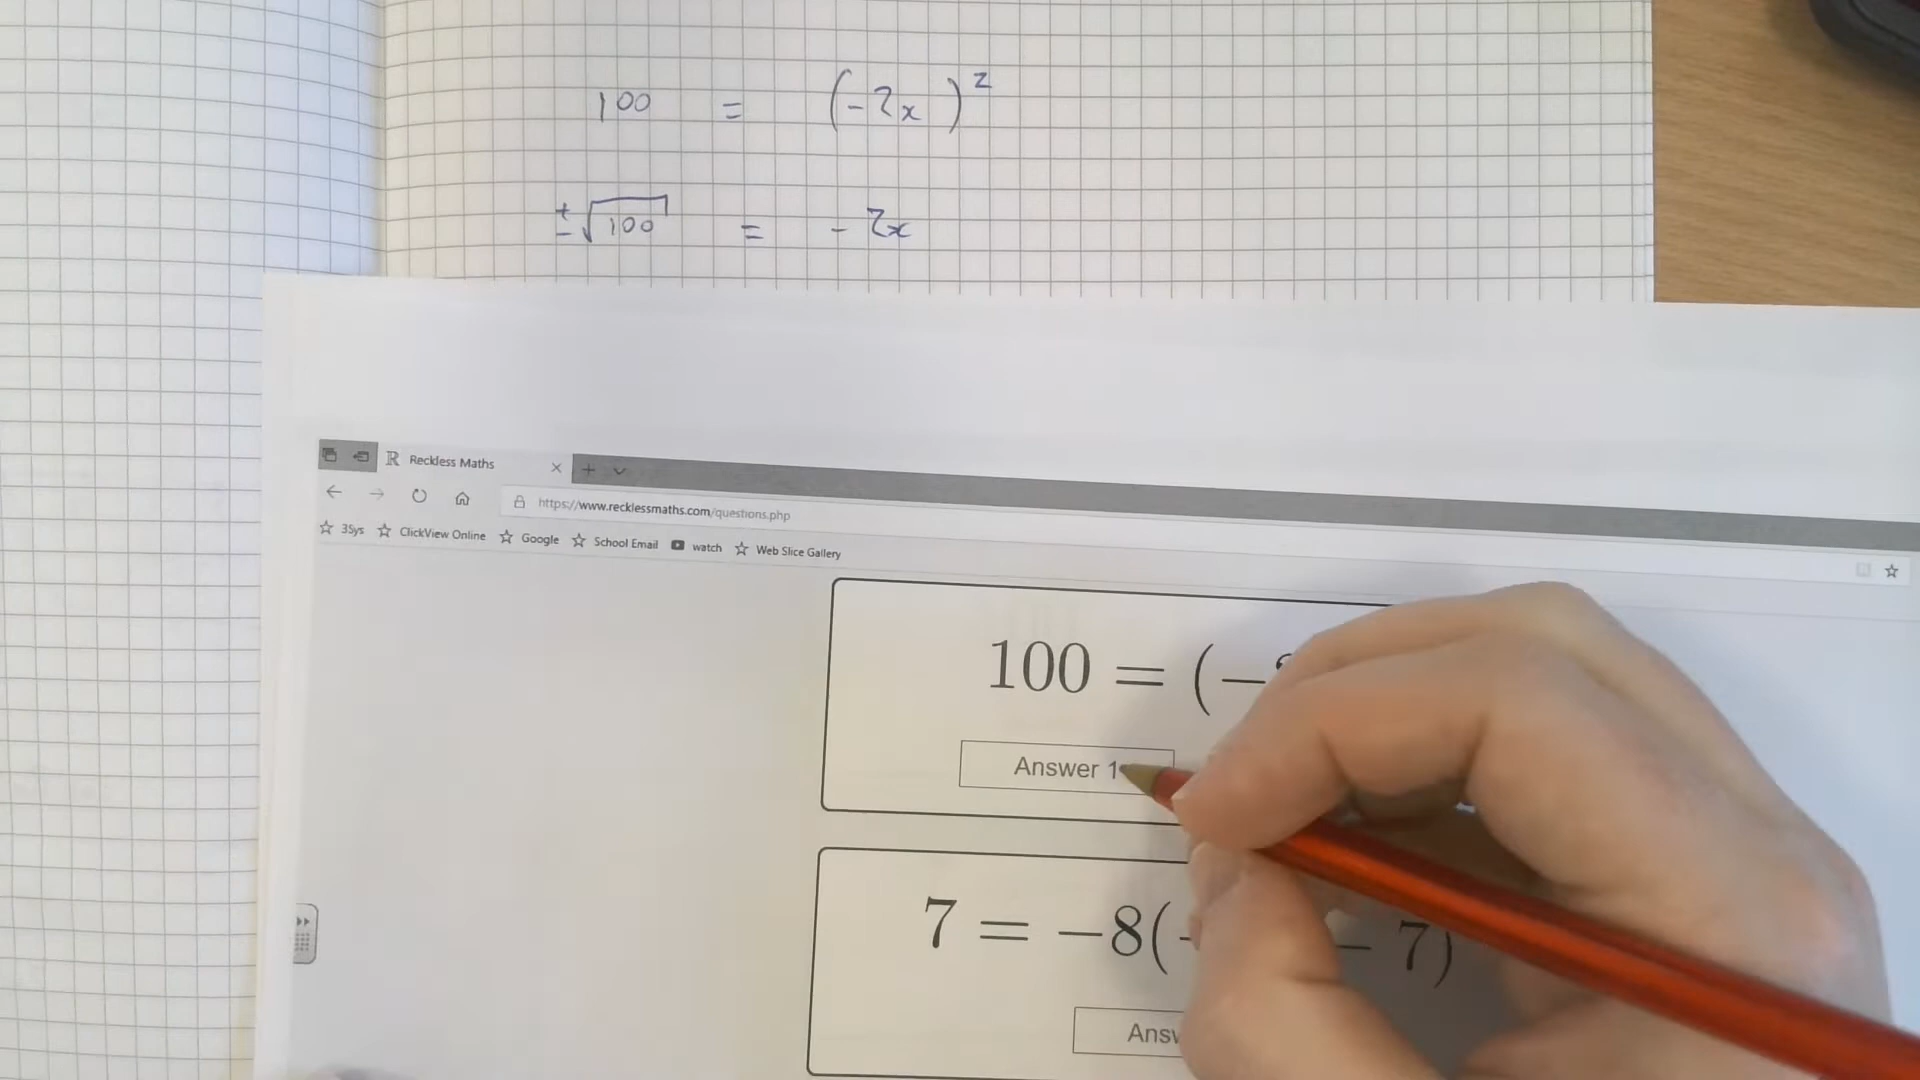 100 = (-2x)²
±√100 = -2x
Reckless Maths
https://www.recklessmaths.com/questions.php
3Sys ClickView Online Google School Email watch Web Slice Gallery
100 = (−
Answer 1
7 = −8( − 7)